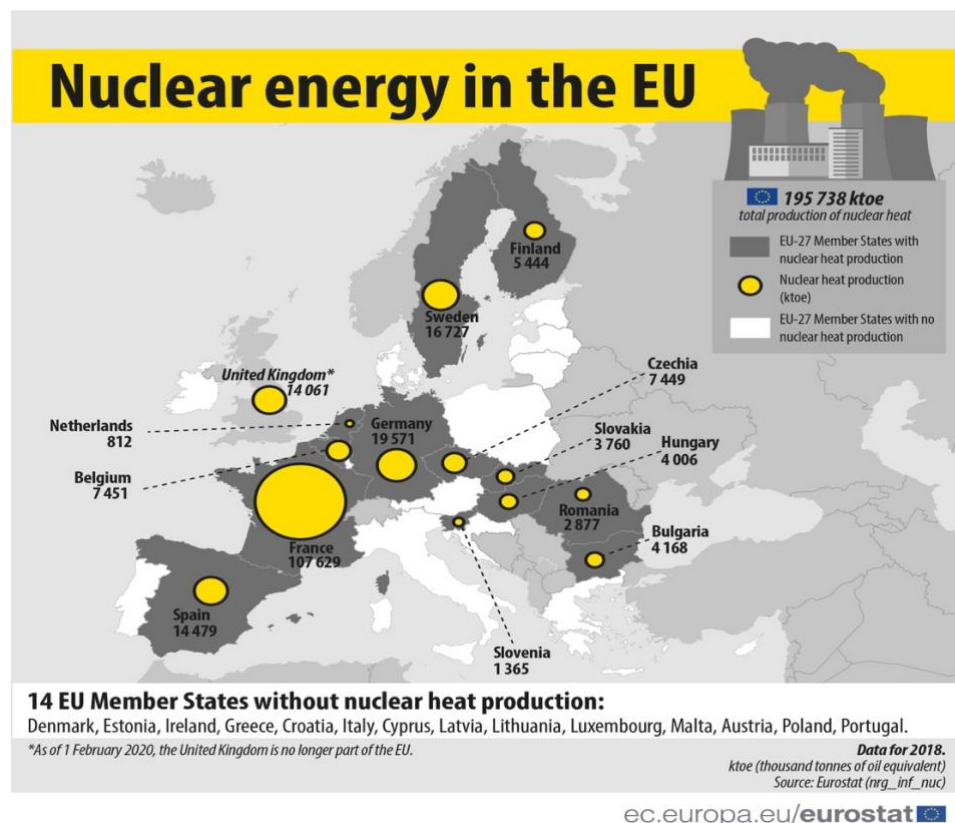 Nuclear energy in the EU
195 738 ktoe
total production of nuclear heat
EU-27 Member States with
nuclear heat production
Nuclear heat production
(ktoe)
EU-27 Member States with no
nuclear heat production
Finland
5 444
Sweden
16 727
United Kingdom*
14 061
Czechia
7 449
Netherlands
812
Germany
19 571
Slovakia
3 760
Hungary
4 006
Belgium
7 451
Romania
2 877
Bulgaria
4 168
France
107 629
Spain
14 479
Slovenia
1 365
14 EU Member States without nuclear heat production:
Denmark, Estonia, Ireland, Greece, Croatia, Italy, Cyprus, Latvia, Lithuania, Luxembourg, Malta, Austria, Poland, Portugal.
*As of 1 February 2020, the United Kingdom is no longer part of the EU.
Data for 2018.
ktoe (thousand tonnes of oil equivalent)
Source: Eurostat (nrg_inf_nuc)
ec.europa.eu/eurostat